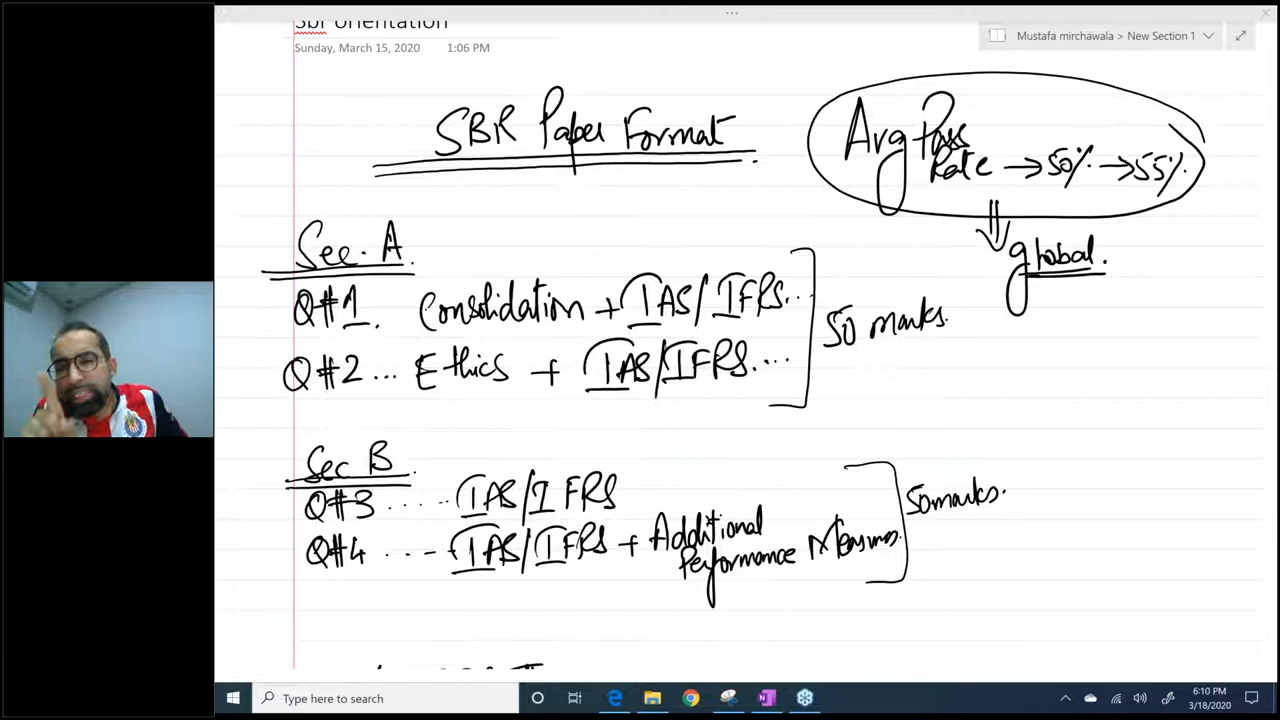 Sbr orientation
Sunday, March 15, 2020 1:06 PM
Mustafa mirchawala > New Section 1
SBR Paper Format
Avg Pass
Rate → 50% → 55%
global.
Sec. A
Q#1. Consolidation + IAS/IFRS...
Q#2 ... Ethics + IAS/IFRS...
50 marks.
Sec B
Q#3 ..... IAS/IFRS
Q#4 ... IAS/IFRS + Additional
Performance Measures
50 marks.
Type here to search
6:10 PM
3/18/2020